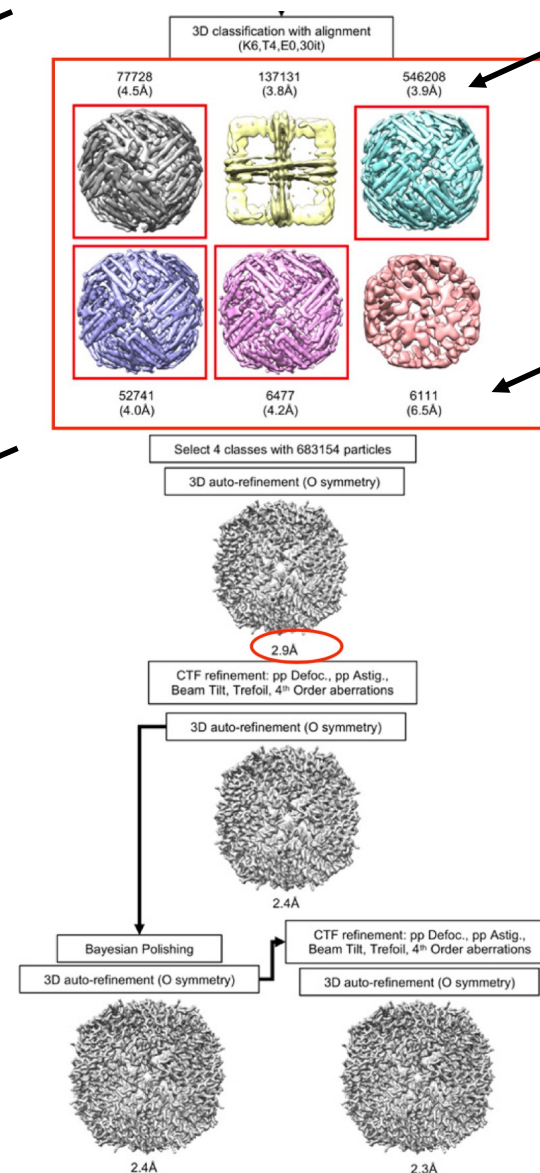 3D classification with alignment
(K6,T4,E0,30it)
77728 137131 546208
(4.5Å) (3.8Å) (3.9Å)
52741 6477 6111
(4.0Å) (4.2Å) (6.5Å)
Select 4 classes with 683154 particles
3D auto-refinement (O symmetry)
2.9Å
CTF refinement: pp Defoc., pp Astig.,
Beam Tilt, Trefoil, 4th Order aberrations
3D auto-refinement (O symmetry)
2.4Å
Bayesian Polishing
3D auto-refinement (O symmetry)
2.4Å
CTF refinement: pp Defoc., pp Astig.,
Beam Tilt, Trefoil, 4th Order aberrations
3D auto-refinement (O symmetry)
2.3Å